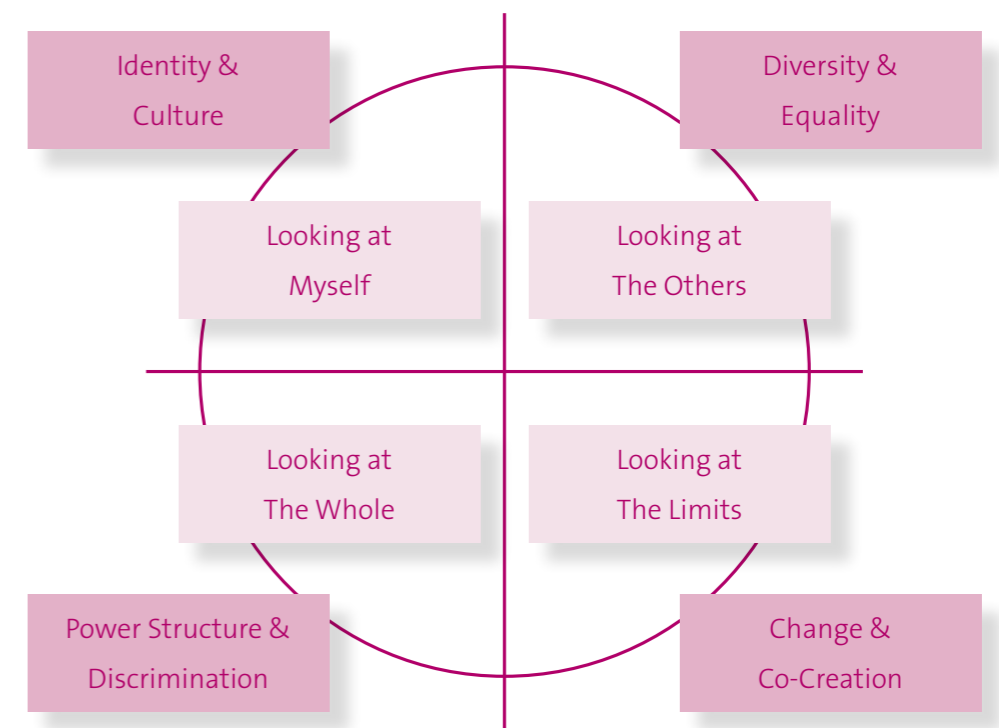 Identity &
Culture
Diversity &
Equality
Looking at
Myself
Looking at
The Others
Looking at
The Whole
Looking at
The Limits
Power Structure &
Discrimination
Change &
Co-Creation